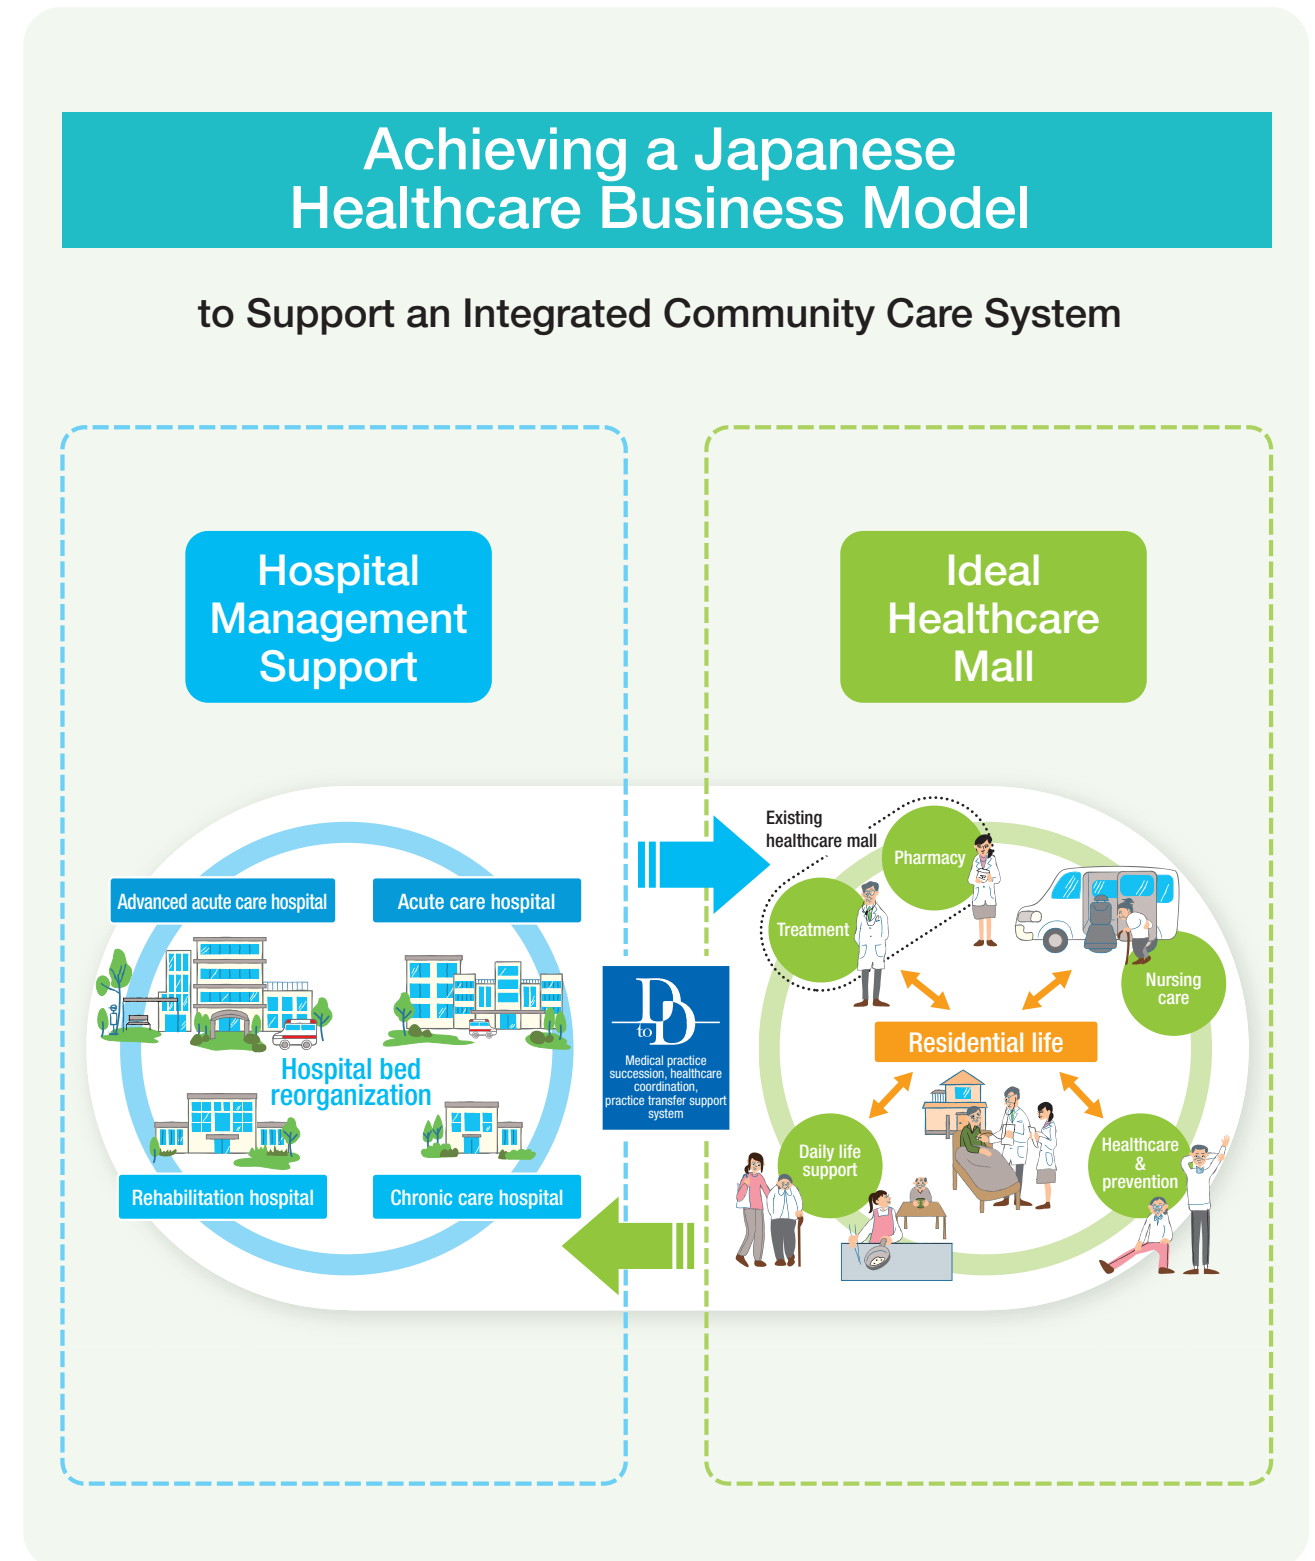 Achieving a Japanese
Healthcare Business Model
to Support an Integrated Community Care System
Hospital
Management
Support
Ideal
Healthcare
Mall
Existing
healthcare mall
Pharmacy
Treatment
Nursing
care
Advanced acute care hospital
Acute care hospital
Hospital bed
reorganization
Rehabilitation hospital
Chronic care hospital
D to D
Medical practice
succession, healthcare
coordination,
practice transfer support
system
Residential life
Daily life
support
Healthcare
&
prevention